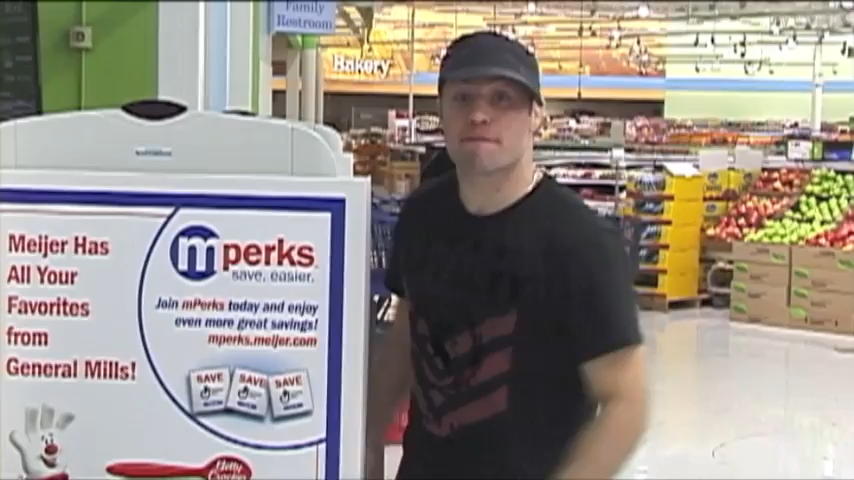 Family
Restroom
Bakery
Meijer Has
All Your
Favorites
from
General Mills!
mperks
save. easier.
Join mPerks today and enjoy
even more great savings!
mperks.meijer.com
SAVE SAVE SAVE
Betty
Crocker